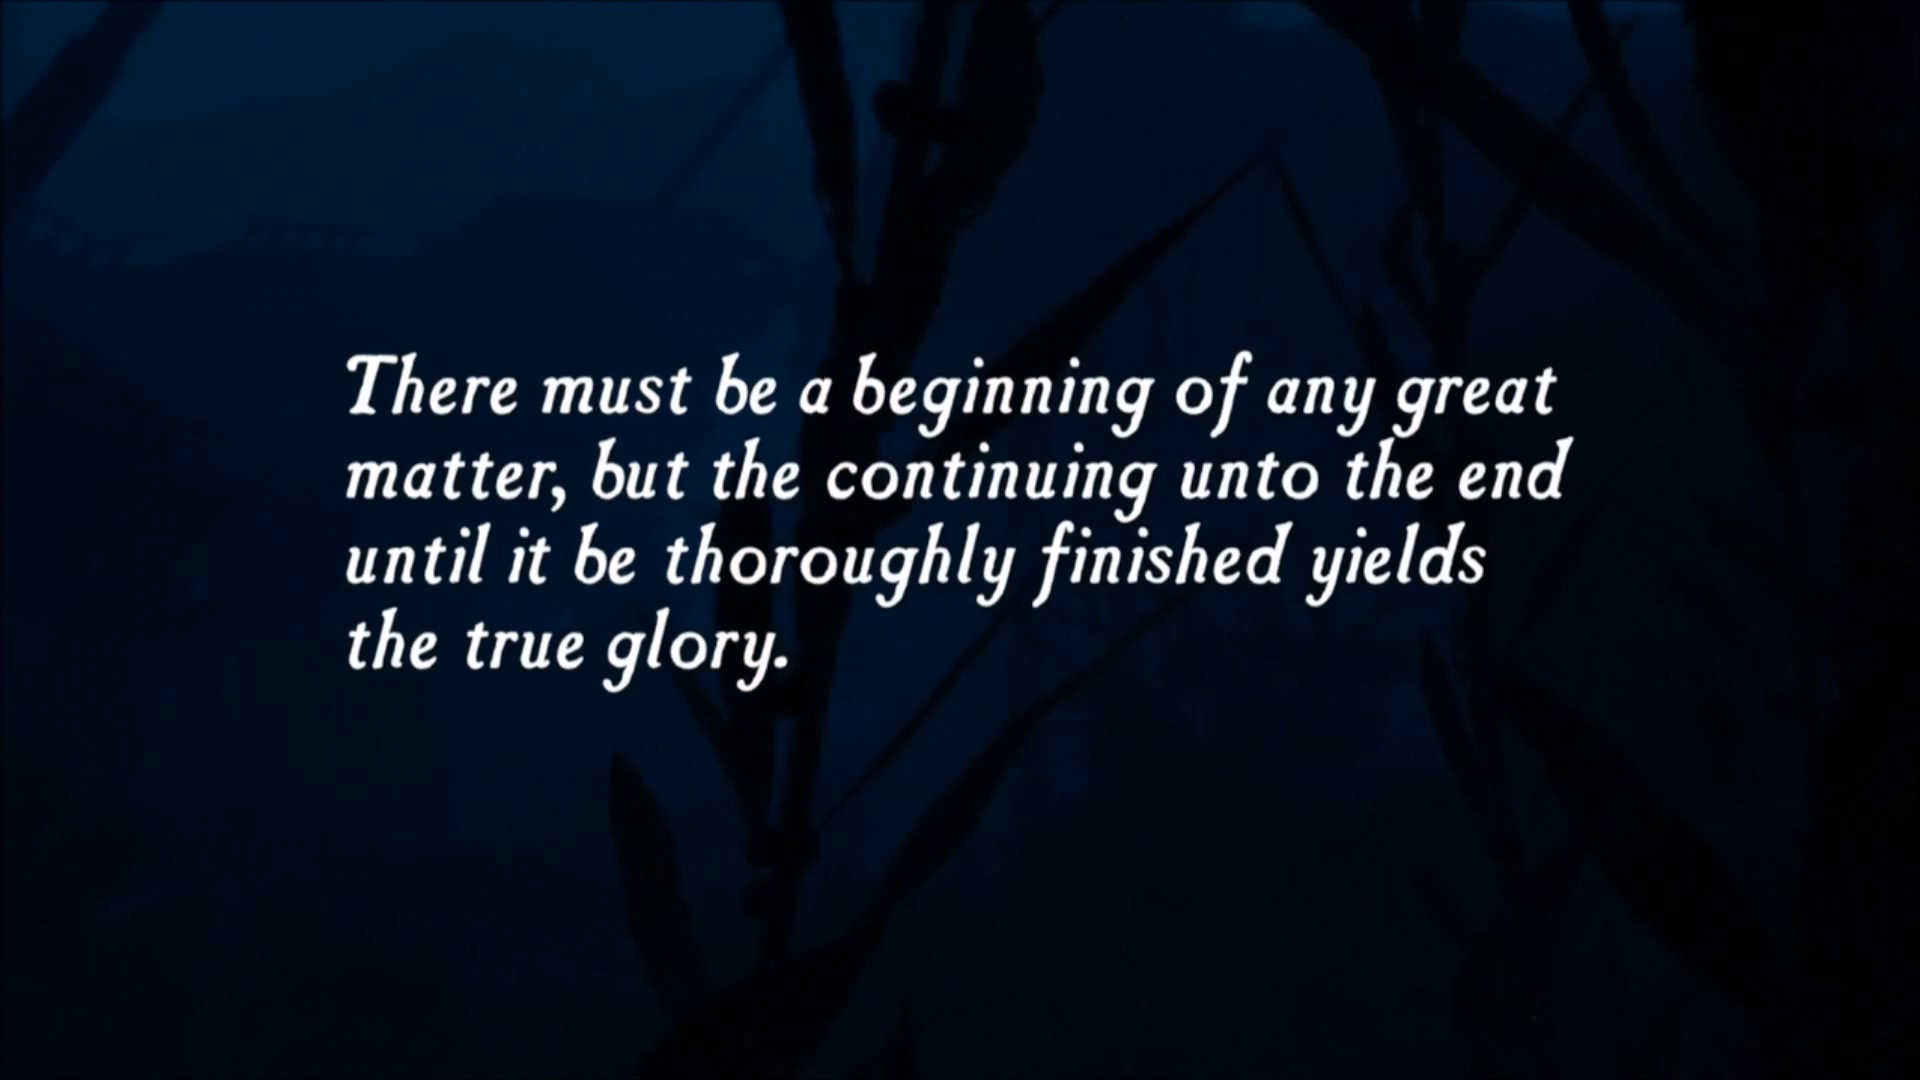 There must be a beginning of any great
matter, but the continuing unto the end
until it be thoroughly finished yields
the true glory.